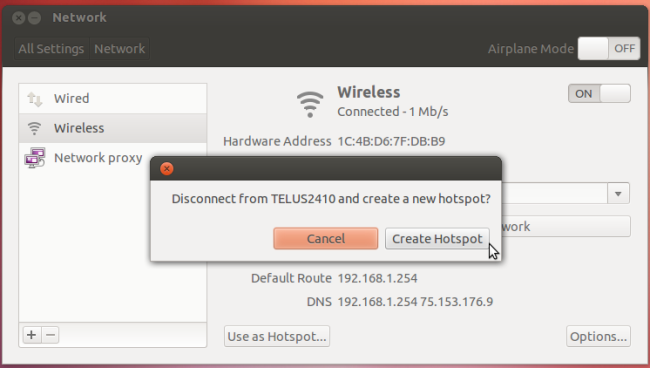 Network
All Settings Network
Airplane Mode OFF
Wired
Wireless
Network proxy
Wireless
Connected - 1 Mb/s
ON
Hardware Address 1C:4B:D6:7F:DB:B9
Disconnect from TELUS2410 and create a new hotspot?
Cancel
Create Hotspot
work
Default Route 192.168.1.254
DNS 192.168.1.254 75.153.176.9
Use as Hotspot...
Options...